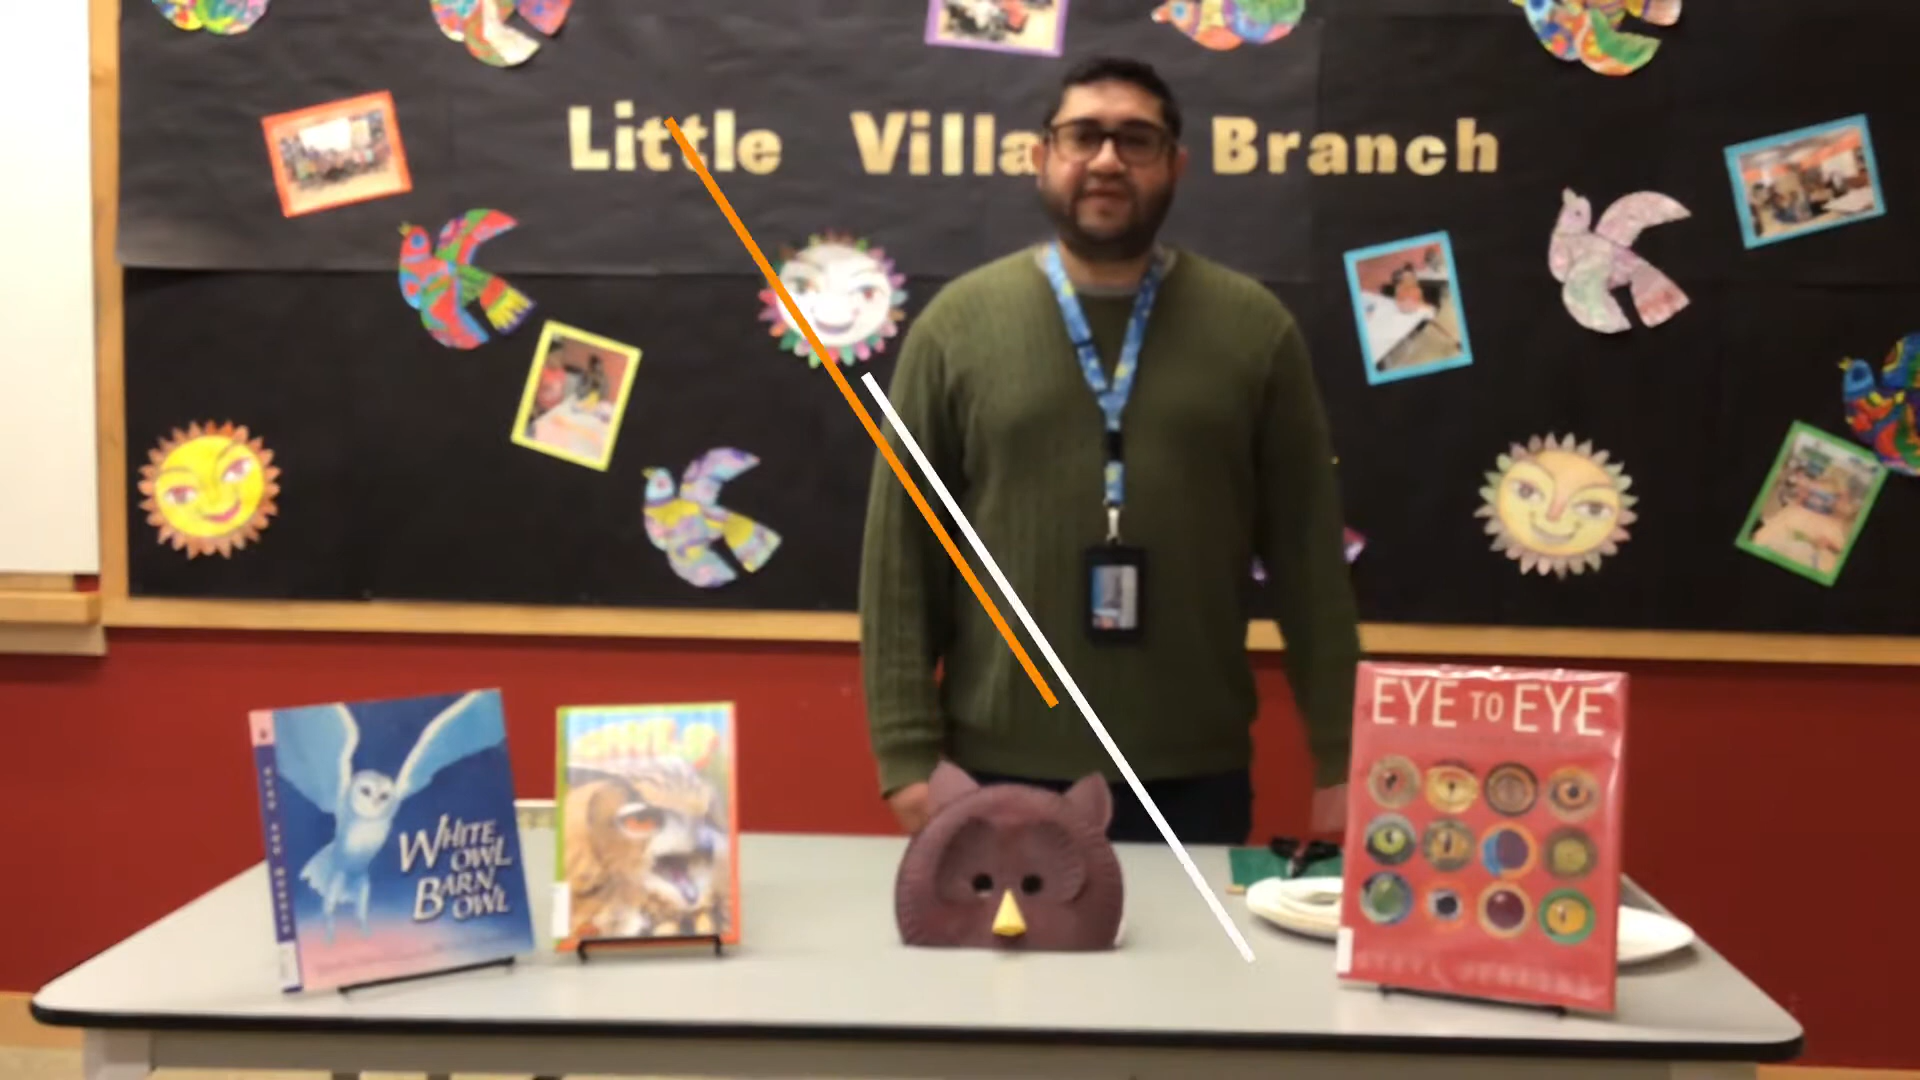 Little Villa Branch
EYE TO EYE
WHITE
OWL
BARN
OWL